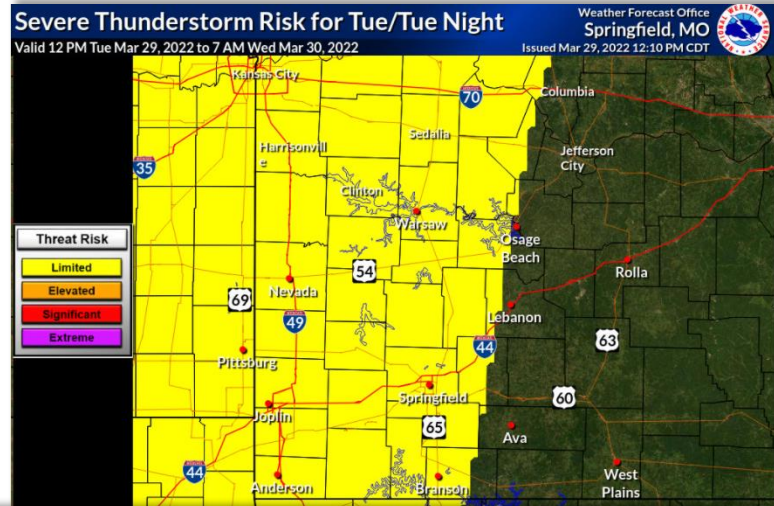 Severe Thunderstorm Risk for Tue/Tue Night
Valid 12 PM Tue Mar 29, 2022 to 7 AM Wed Mar 30, 2022
Weather Forecast Office
Springfield, MO
Issued Mar 29, 2022 12:10 PM CDT
Kansas City
70
Columbia
Sedalia
Harrisonvill
e
Jefferson
City
35
Clinton
Warsaw
Osage
Beach
Threat Risk
Limited
Elevated
Significant
Extreme
54
Rolla
Nevada
69
Lebanon
49
63
44
Pittsburg
Springfield
60
Joplin
65
Ava
44
Anderson
Branson
West
Plains